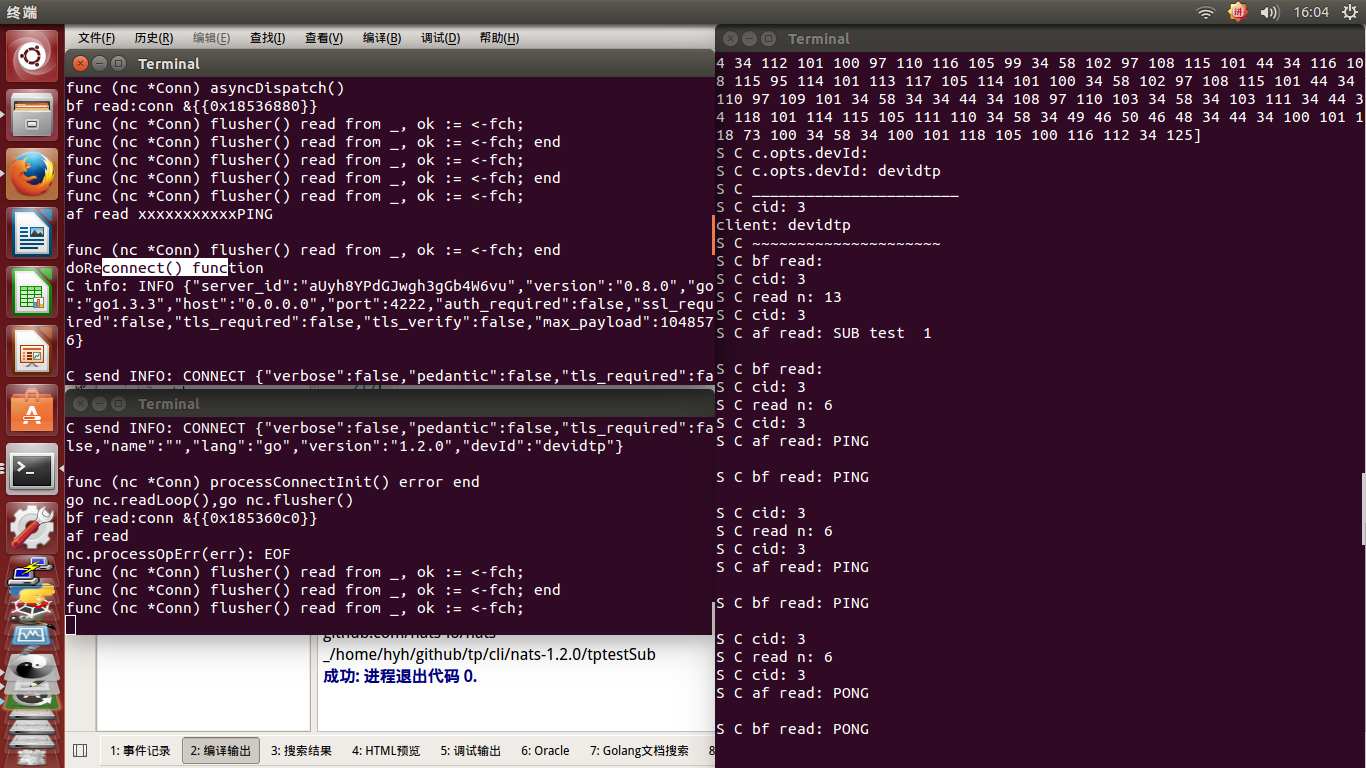 终端
16:04
文件(F) 历史(R) 编辑(E) 查找(I) 查看(V) 编译(B) 调试(D) 帮助(H)
Terminal
func (nc *Conn) asyncDispatch()
bf read:conn &{{0x18536880}}
func (nc *Conn) flusher() read from _, ok := <-fch;
func (nc *Conn) flusher() read from _, ok := <-fch; end
func (nc *Conn) flusher() read from _, ok := <-fch;
func (nc *Conn) flusher() read from _, ok := <-fch; end
func (nc *Conn) flusher() read from _, ok := <-fch;
af read xxxxxxxxxxxPING
func (nc *Conn) flusher() read from _, ok := <-fch; end
doReconnect() function
C info: INFO {"server_id":"aUyh8YPdGJwgh3gGb4W6vu","version":"0.8.0","go
":"go1.3.3","host":"0.0.0.0","port":4222,"auth_required":false,"ssl_requ
ired":false,"tls_required":false,"tls_verify":false,"max_payload":104857
6}
C send INFO: CONNECT {"verbose":false,"pedantic":false,"tls_required":fa
Terminal
C send INFO: CONNECT {"verbose":false,"pedantic":false,"tls_required":fa
lse,"name":"","lang":"go","version":"1.2.0","devId":"devidtp"}
func (nc *Conn) processConnectInit() error end
go nc.readLoop(),go nc.flusher()
bf read:conn &{{0x185360c0}}
af read
nc.processOpErr(err): EOF
func (nc *Conn) flusher() read from _, ok := <-fch;
func (nc *Conn) flusher() read from _, ok := <-fch; end
func (nc *Conn) flusher() read from _, ok := <-fch;
github.com/nats-io/nats
_/home/hyh/github/tp/cli/nats-1.2.0/tptestSub
成功: 进程退出代码 0.
1: 事件记录 2: 编译输出 3: 搜索结果 4: HTML预览 5: 调试输出 6: Oracle 7: Golang文档搜索 8
Terminal
4 34 112 101 100 97 110 116 105 99 34 58 102 97 108 115 101 44 34 116 10
8 115 95 114 101 113 117 105 114 101 100 34 58 102 97 108 115 101 44 34
110 97 109 101 34 58 34 34 44 34 108 97 110 103 34 58 34 103 111 34 44 3
4 118 101 114 115 105 111 110 34 58 34 49 46 50 46 48 34 44 34 100 101 1
18 73 100 34 58 34 100 101 118 105 100 116 112 34 125]
S C c.opts.devId:
S C c.opts.devId: devidtp
S C _______________________
S C cid: 3
client: devidtp
S C ~~~~~~~~~~~~~~~~~~~~~
S C bf read:
S C cid: 3
S C read n: 13
S C cid: 3
S C af read: SUB test  1
S C bf read:
S C cid: 3
S C read n: 6
S C cid: 3
S C af read: PING
S C bf read: PING
S C cid: 3
S C read n: 6
S C cid: 3
S C af read: PING
S C bf read: PING
S C cid: 3
S C read n: 6
S C cid: 3
S C af read: PONG
S C bf read: PONG